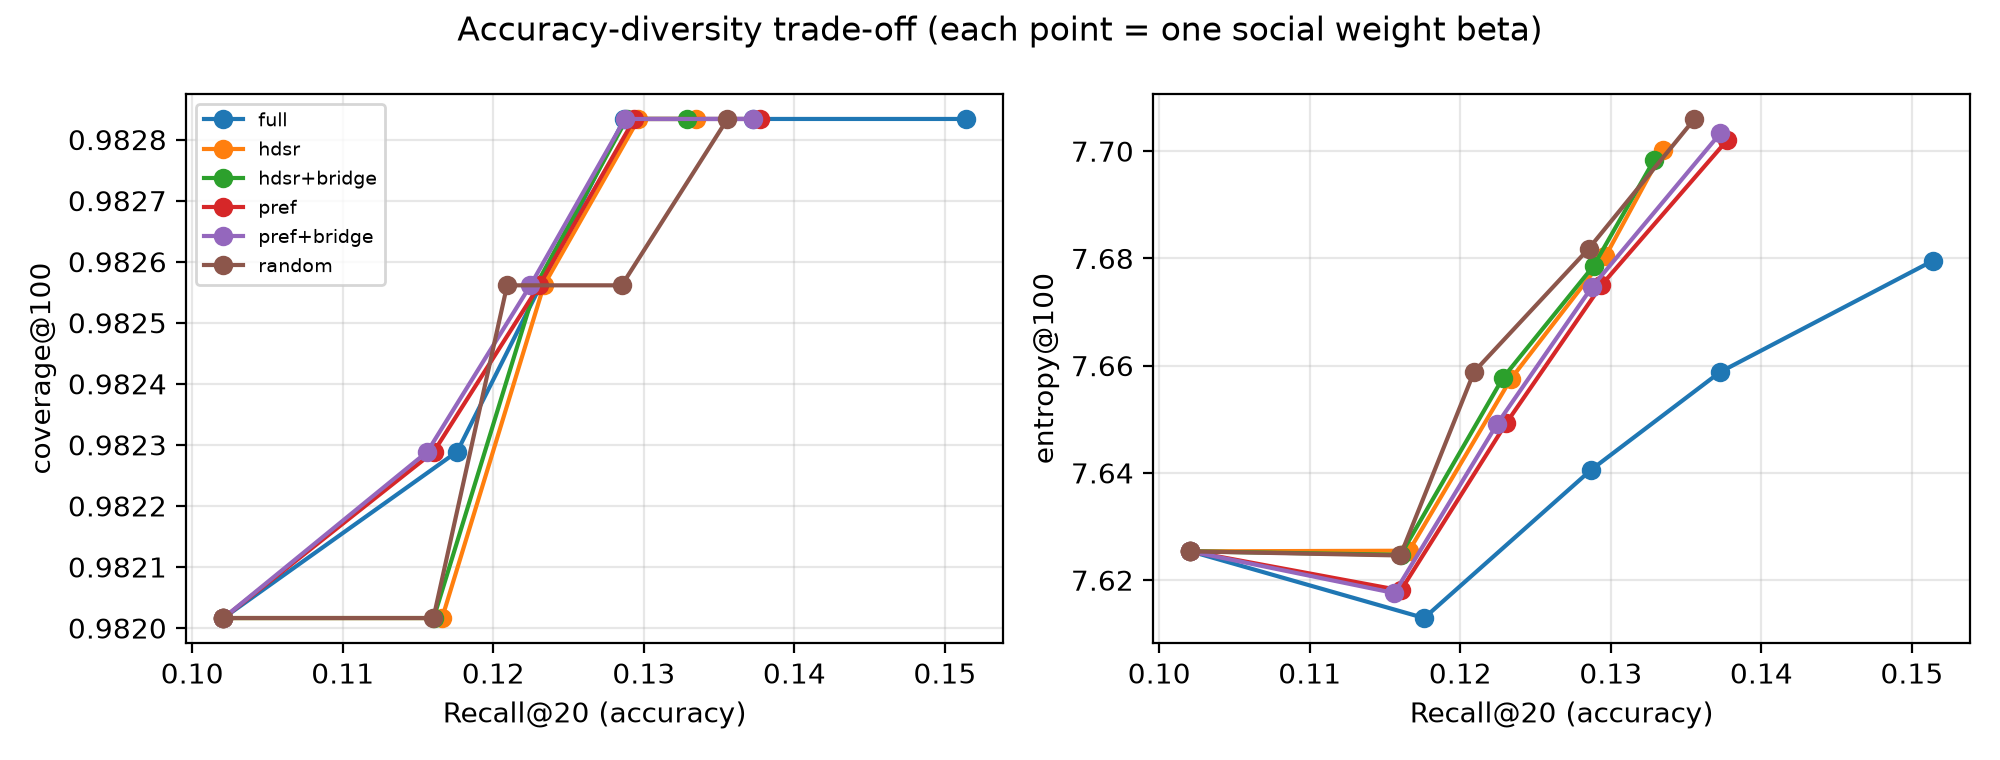 Accuracy-diversity trade-off (each point = one social weight beta)
coverage@100
0.9828
0.9827
0.9826
0.9825
0.9824
0.9823
0.9822
0.9821
0.9820
full
hdsr
hdsr+bridge
pref
pref+bridge
random
0.10 0.11 0.12 0.13 0.14 0.15
Recall@20 (accuracy)
entropy@100
7.70
7.68
7.66
7.64
7.62
0.10 0.11 0.12 0.13 0.14 0.15
Recall@20 (accuracy)